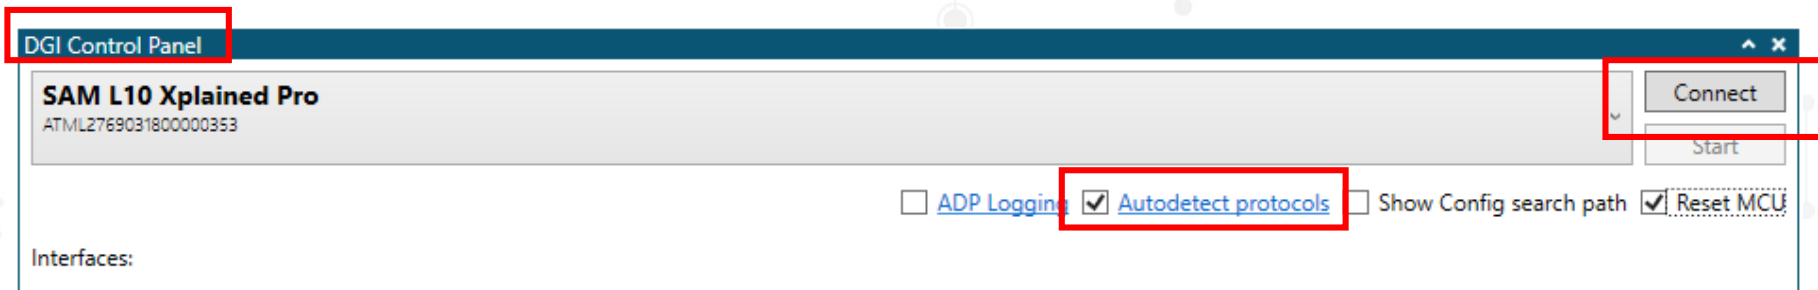 DGI Control Panel
SAM L10 Xplained Pro
ATML2769031800000353
Connect
Start
ADP Logging Autodetect protocols Show Config search path Reset MCU
Interfaces: